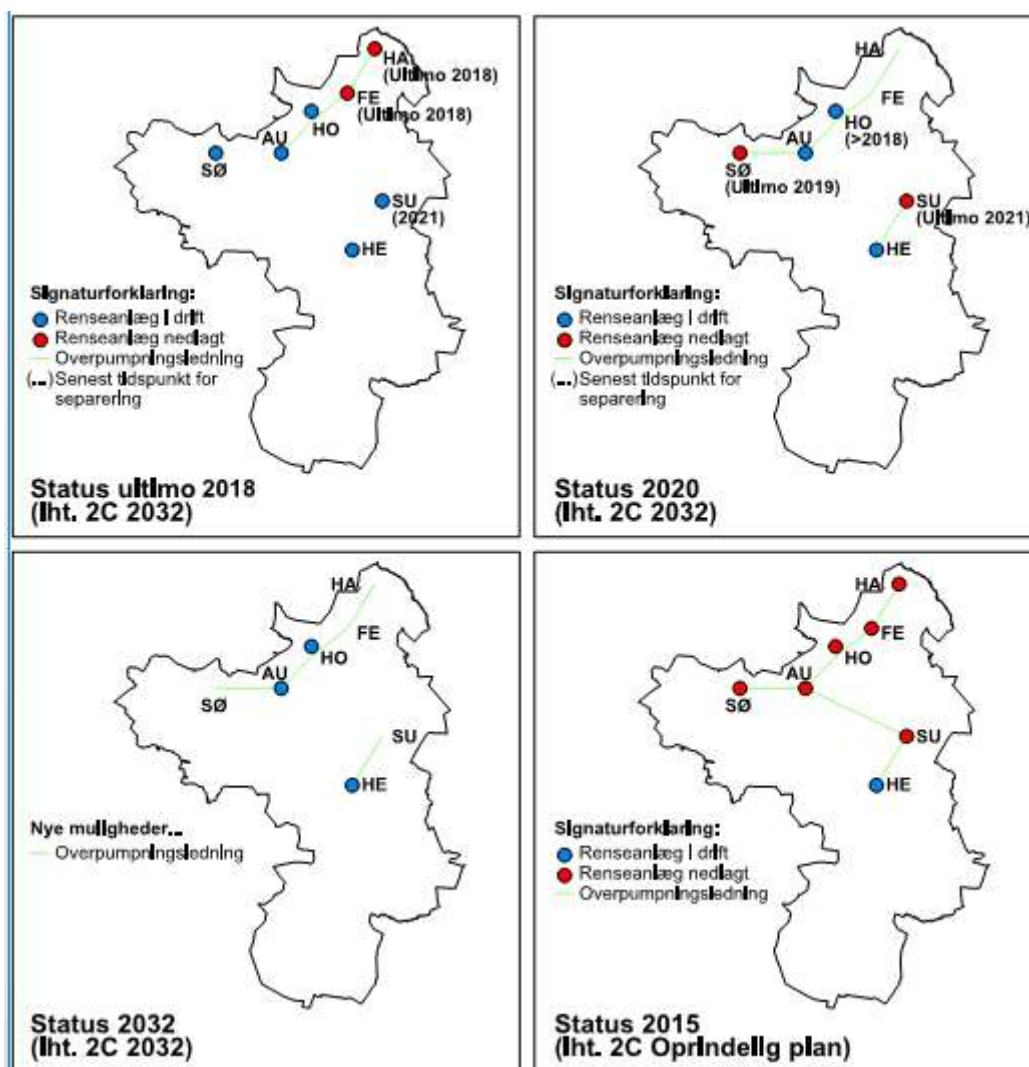 HA
(Ultimo 2018)
FE
(Ultimo 2018)
HO
AU
SØ
SU
(2021)
HE
Signaturforklaring:
Renseanlæg i drift
Renseanlæg nedlagt
Overpumpningsledning
(...) Senest tidspunkt for
separering
Status ultimo 2018
(Iht. 2C 2032)
HA
FE
HO
(>2018)
AU
SØ
(Ultimo 2019)
SU
(Ultimo 2021)
HE
Signaturforklaring:
Renseanlæg i drift
Renseanlæg nedlagt
Overpumpningsledning
(...) Senest tidspunkt for
separering
Status 2020
(Iht. 2C 2032)
HA
FE
HO
AU
SØ
SU
HE
Nye muligheder...
Overpumpningsledning
Status 2032
(Iht. 2C 2032)
HA
FE
HO
AU
SØ
SU
HE
Signaturforklaring:
Renseanlæg i drift
Renseanlæg nedlagt
Overpumpningsledning
Status 2015
(Iht. 2C Oprindelig plan)